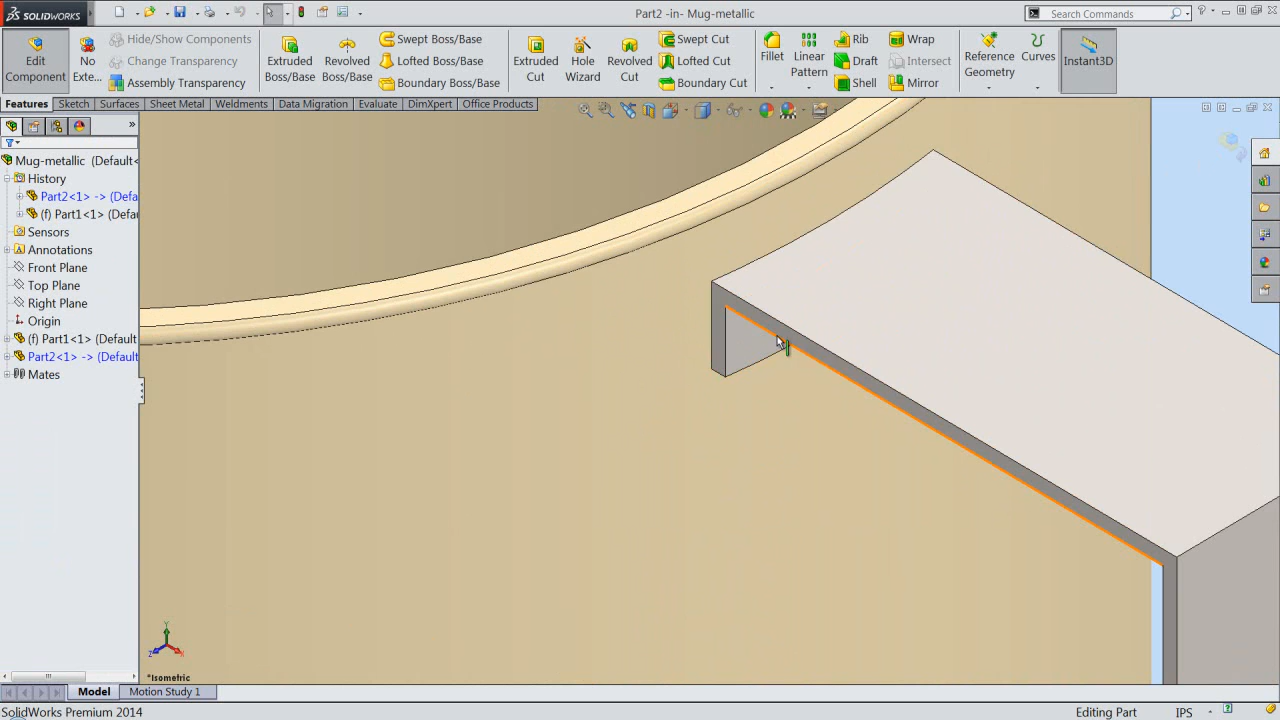 SOLIDWORKS
Part2 -in- Mug-metallic
Search Commands
Edit Component
No Exte...
Hide/Show Components
Change Transparency
Assembly Transparency
Extruded Boss/Base
Revolved Boss/Base
Swept Boss/Base
Lofted Boss/Base
Boundary Boss/Base
Extruded Cut
Hole Wizard
Revolved Cut
Swept Cut
Lofted Cut
Boundary Cut
Fillet
Linear Pattern
Rib
Draft
Shell
Wrap
Intersect
Mirror
Reference Geometry
Curves
Instant3D
Features Sketch Surfaces Sheet Metal Weldments Data Migration Evaluate DimXpert Office Products
Mug-metallic (Default<
History
Part2<1> -> (Defa
(f) Part1<1> (Defau
Sensors
Annotations
Front Plane
Top Plane
Right Plane
Origin
(f) Part1<1> (Default
Part2<1> -> (Default
Mates
Y
Z X
*Isometric
Model Motion Study 1
SolidWorks Premium 2014
Editing Part
IPS